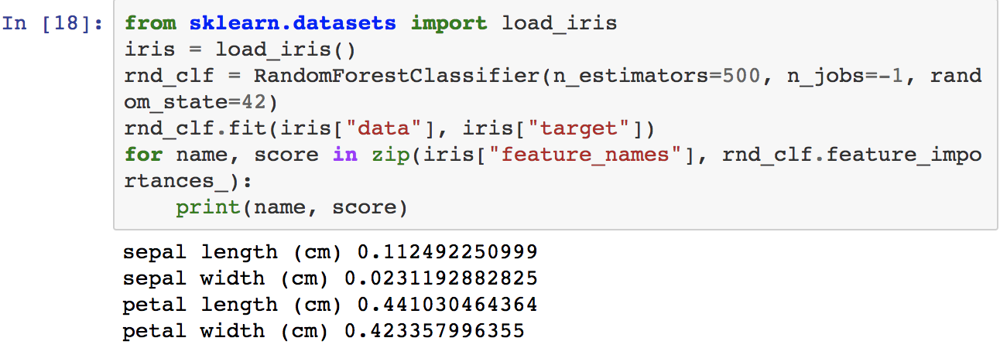 In [18]: from sklearn.datasets import load_iris
iris = load_iris()
rnd_clf = RandomForestClassifier(n_estimators=500, n_jobs=-1, rand
om_state=42)
rnd_clf.fit(iris["data"], iris["target"])
for name, score in zip(iris["feature_names"], rnd_clf.feature_impo
rtances_):
    print(name, score)
sepal length (cm) 0.112492250999
sepal width (cm) 0.0231192882825
petal length (cm) 0.441030464364
petal width (cm) 0.423357996355